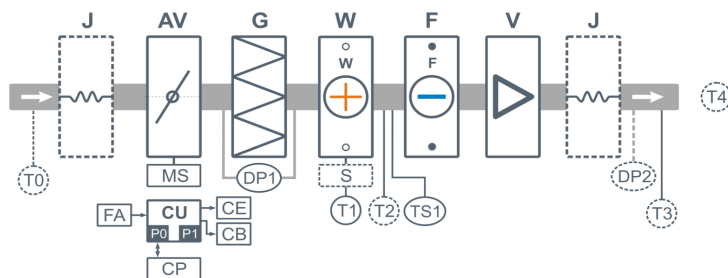 J AV G W F V J
W F
T4
T0 MS DP1 S DP2
T1 T2 TS1 T3
FA CU CE
P0 P1 CB
CP